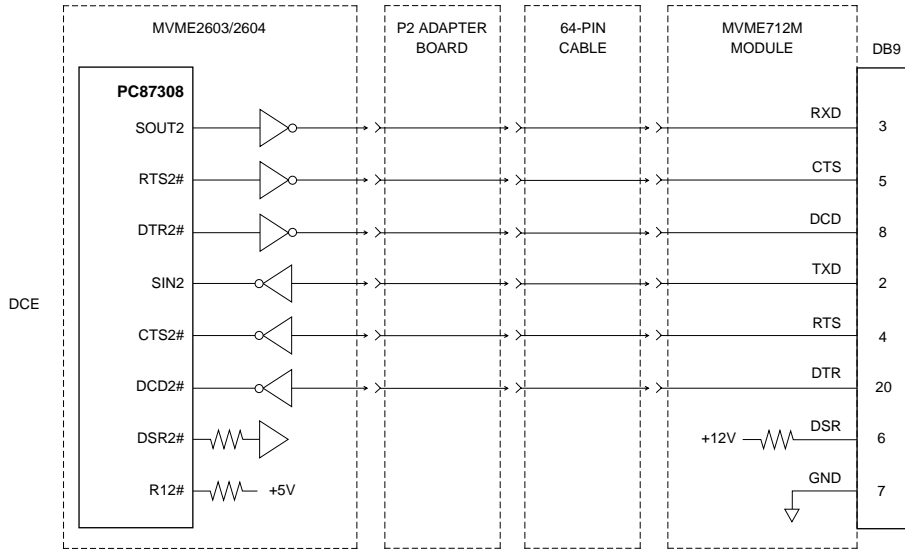 MVME2603/2604
P2 ADAPTER
BOARD
64-PIN
CABLE
MVME712M
MODULE
DB9
PC87308
SOUT2
RXD
3
RTS2#
CTS
5
DTR2#
DCD
8
SIN2
TXD
2
DCE
CTS2#
RTS
4
DCD2#
DTR
20
DSR2#
+12V
DSR
6
R12#
+5V
GND
7